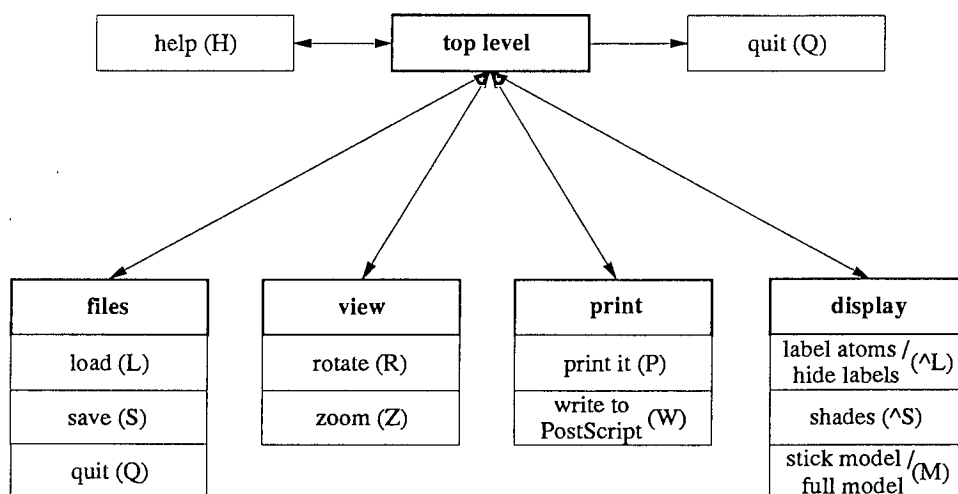 help (H)
top level
quit (Q)
files
load (L)
save (S)
quit (Q)
view
rotate (R)
zoom (Z)
print
print it (P)
write to
PostScript (W)
display
label atoms /
hide labels (^L)
shades (^S)
stick model /
full model (M)